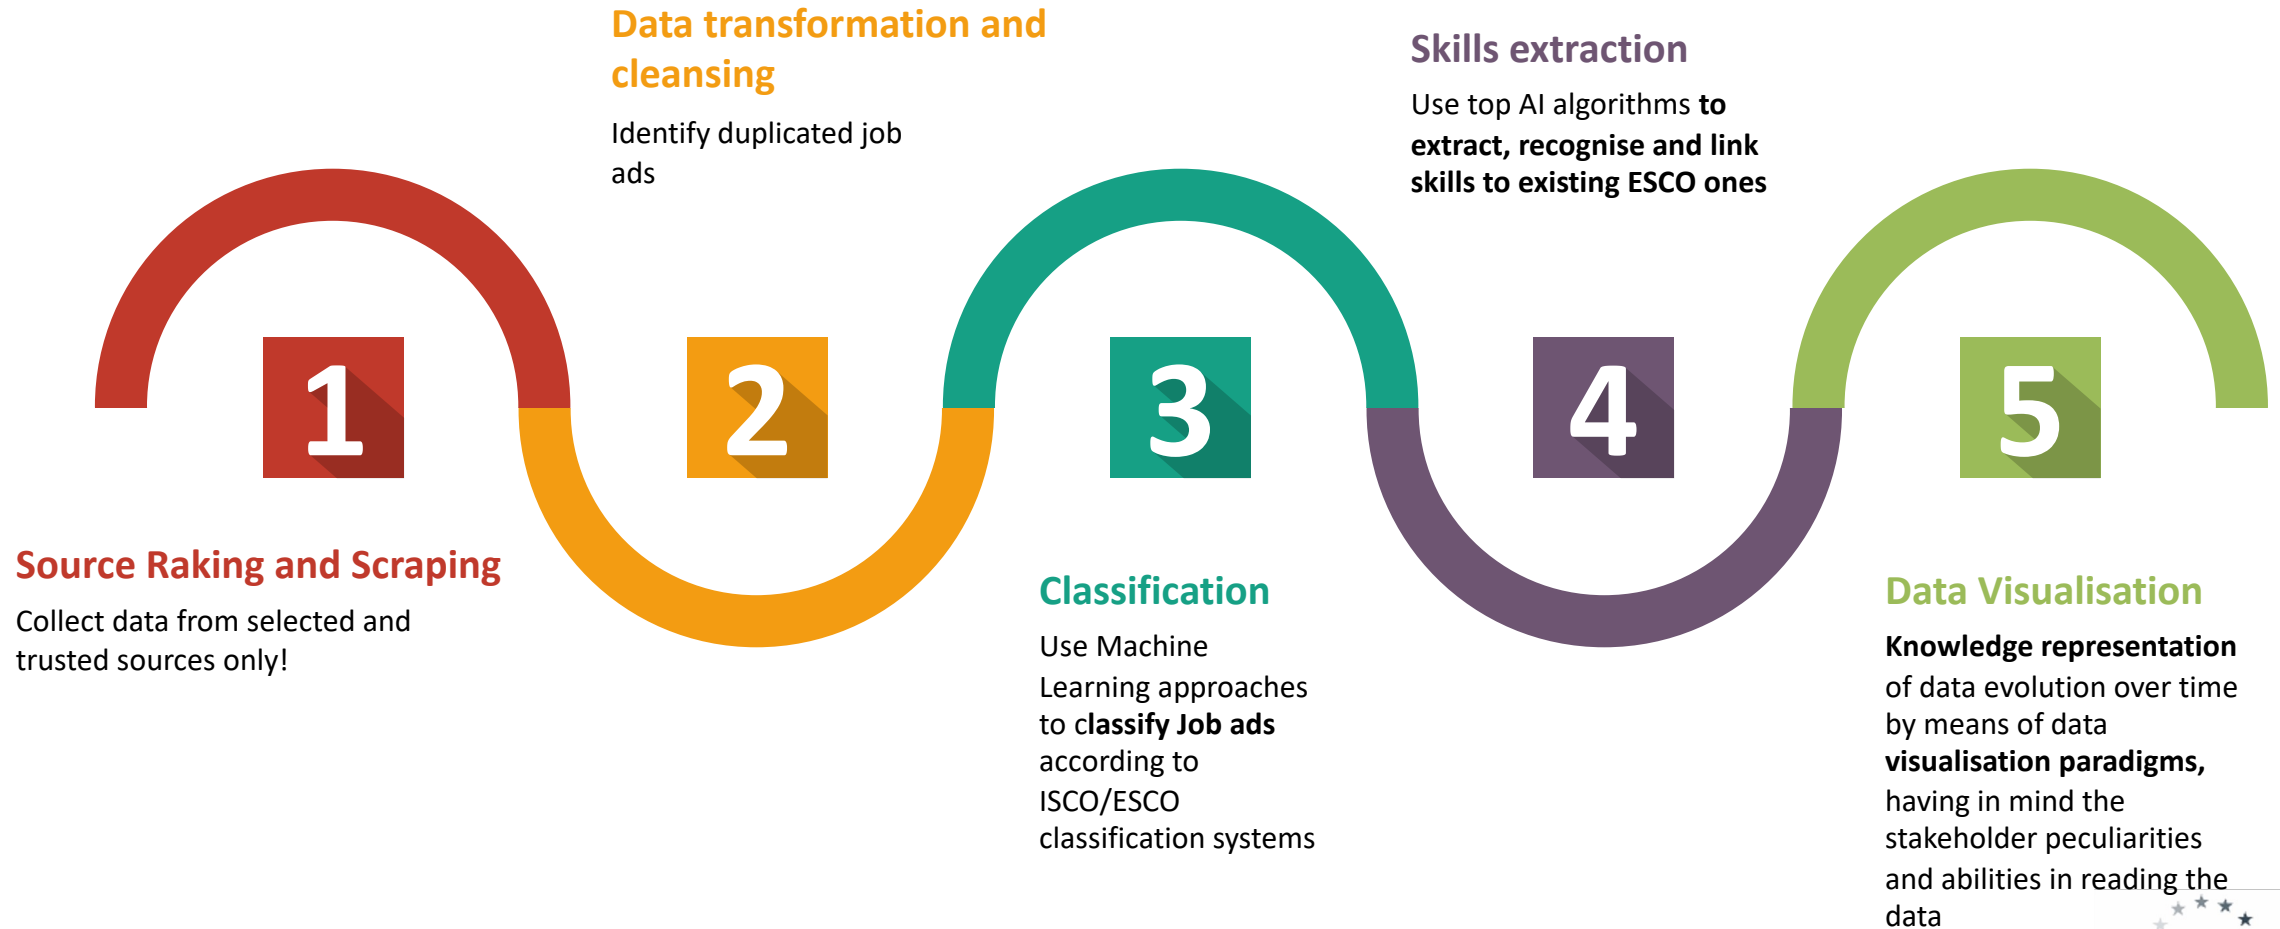 1
Source Raking and Scraping
Collect data from selected and
trusted sources only!
Data transformation and
cleansing
Identify duplicated job
ads
2
3
Classification
Use Machine
Learning approaches
to classify Job ads
according to
ISCO/ESCO
classification systems
Skills extraction
Use top AI algorithms to
extract, recognise and link
skills to existing ESCO ones
4
5
Data Visualisation
Knowledge representation
of data evolution over time
by means of data
visualisation paradigms,
having in mind the
stakeholder peculiarities
and abilities in reading the
data